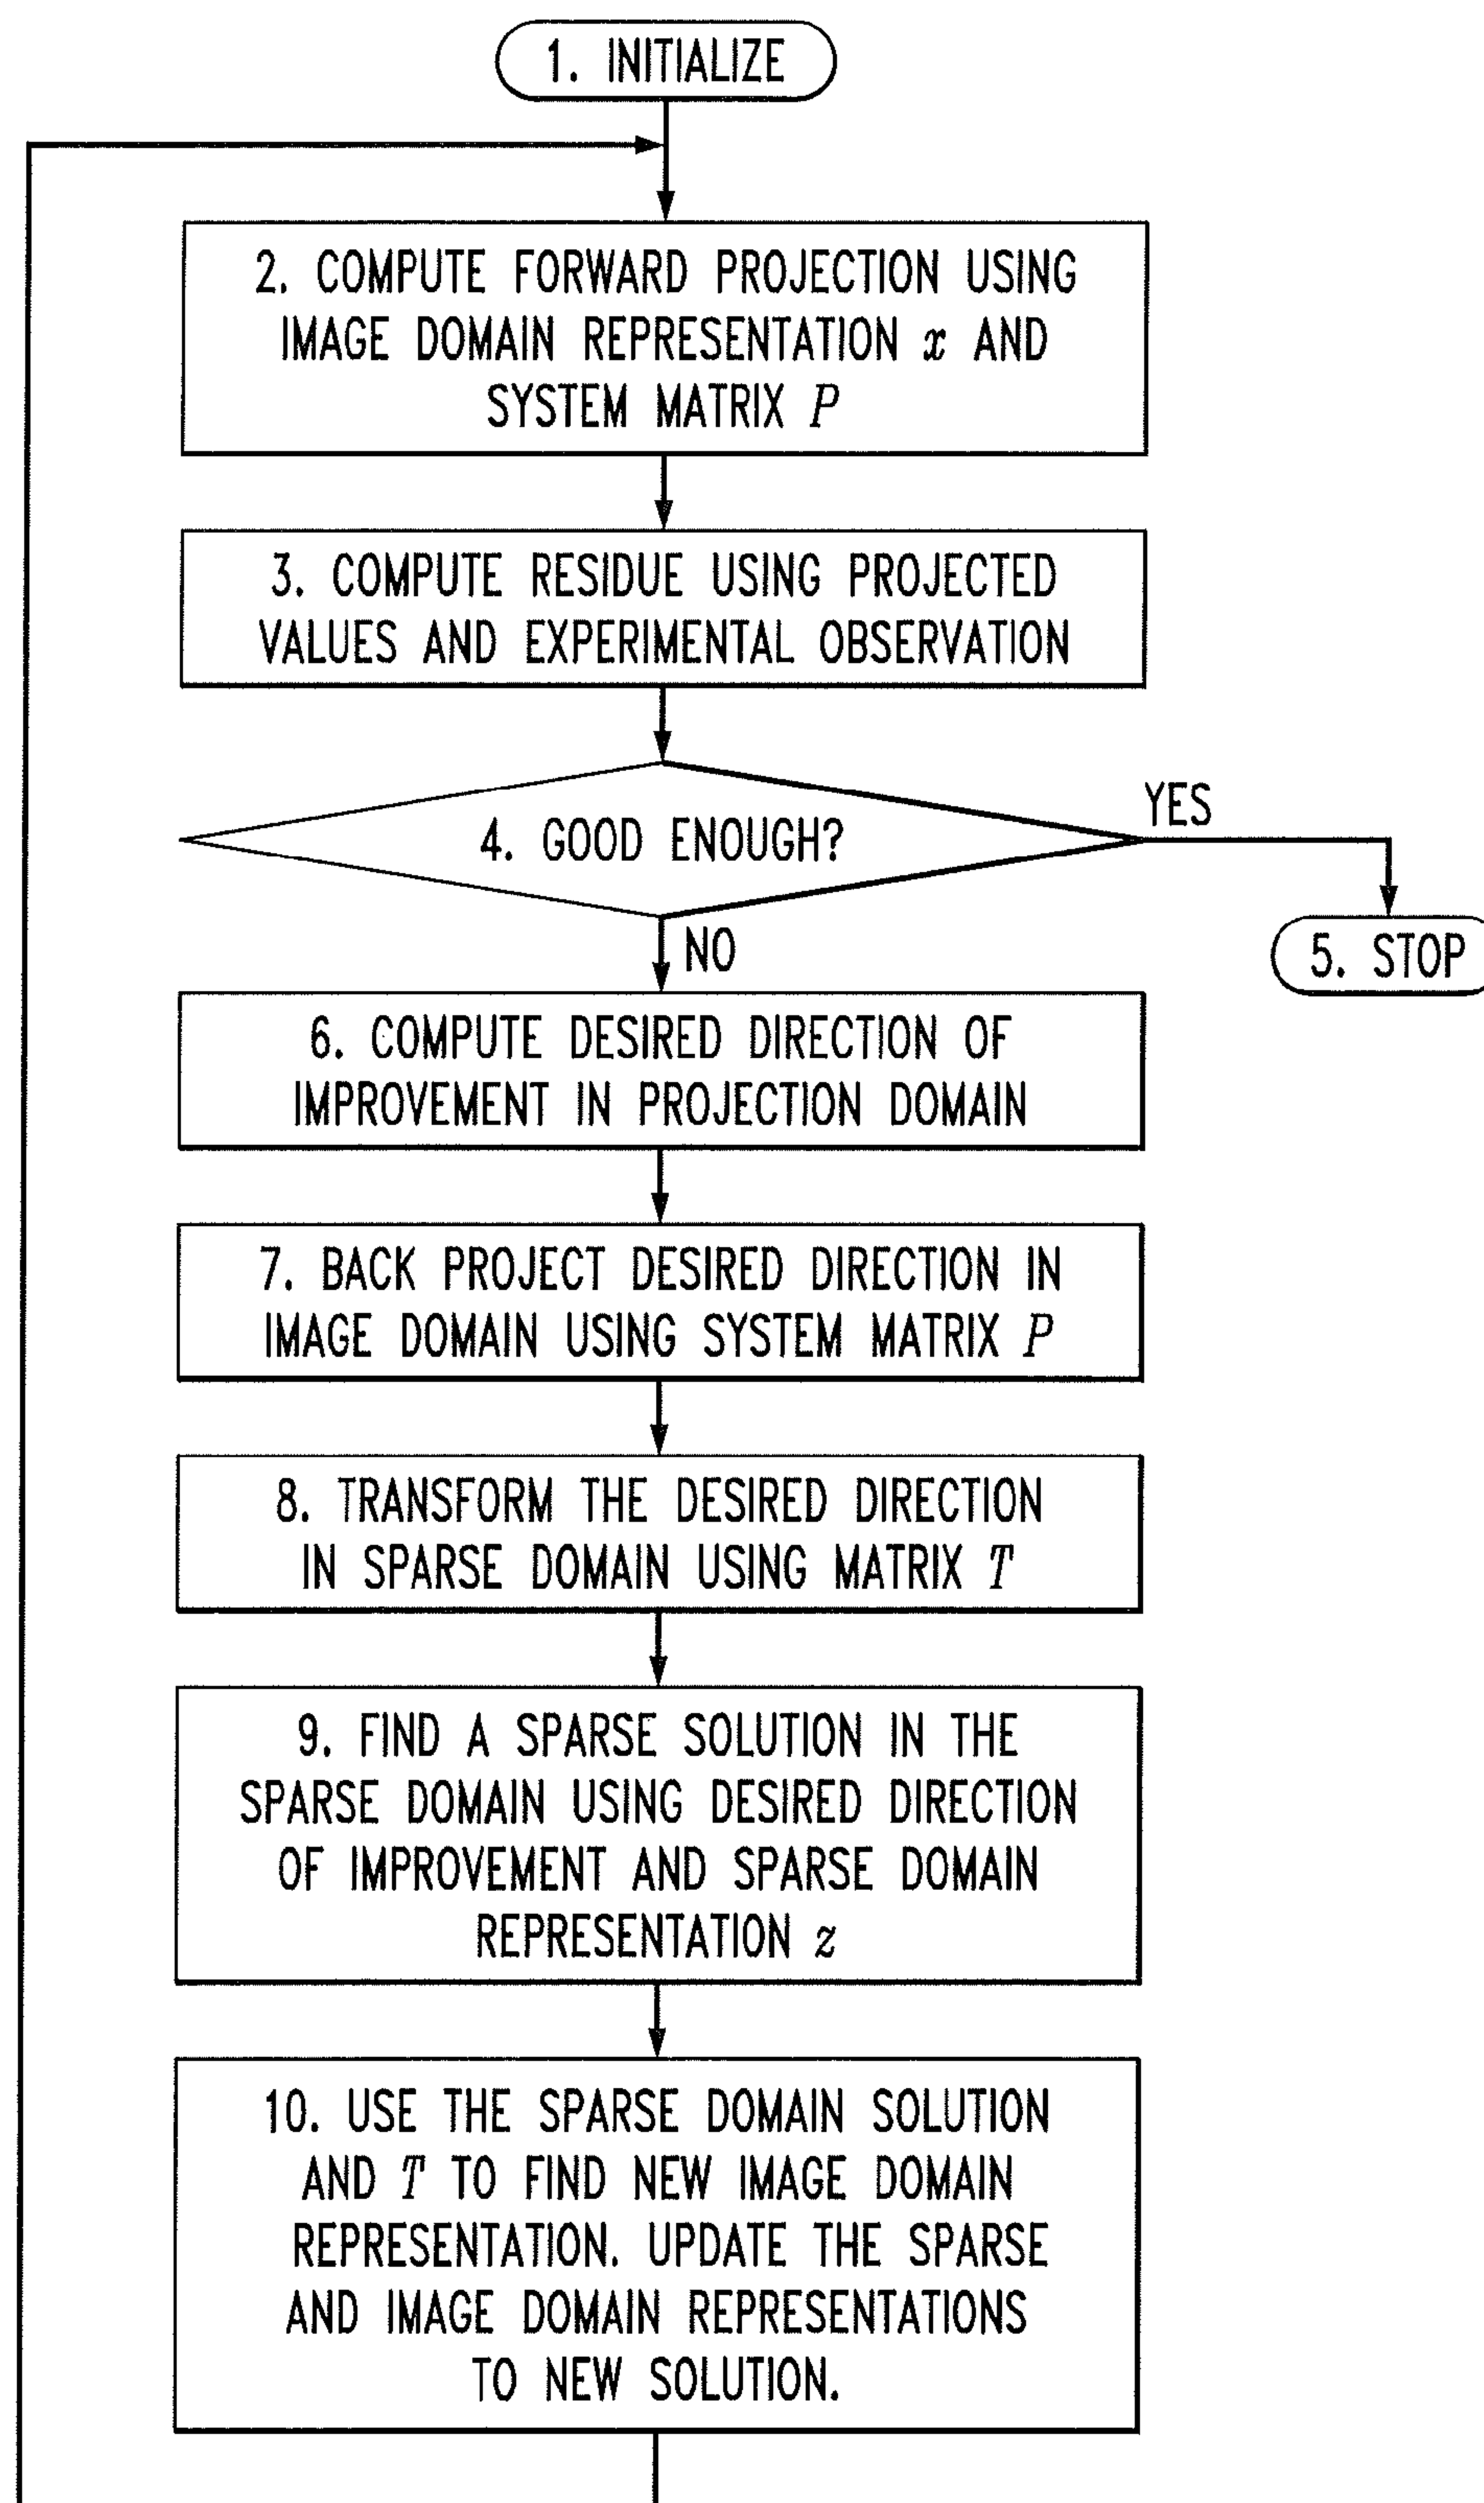 1. INITIALIZE
2. COMPUTE FORWARD PROJECTION USING
IMAGE DOMAIN REPRESENTATION x AND
SYSTEM MATRIX P
3. COMPUTE RESIDUE USING PROJECTED
VALUES AND EXPERIMENTAL OBSERVATION
4. GOOD ENOUGH?
YES
5. STOP
NO
6. COMPUTE DESIRED DIRECTION OF
IMPROVEMENT IN PROJECTION DOMAIN
7. BACK PROJECT DESIRED DIRECTION IN
IMAGE DOMAIN USING SYSTEM MATRIX P
8. TRANSFORM THE DESIRED DIRECTION
IN SPARSE DOMAIN USING MATRIX T
9. FIND A SPARSE SOLUTION IN THE
SPARSE DOMAIN USING DESIRED DIRECTION
OF IMPROVEMENT AND SPARSE DOMAIN
REPRESENTATION z
10. USE THE SPARSE DOMAIN SOLUTION
AND T TO FIND NEW IMAGE DOMAIN
REPRESENTATION. UPDATE THE SPARSE
AND IMAGE DOMAIN REPRESENTATIONS
TO NEW SOLUTION.